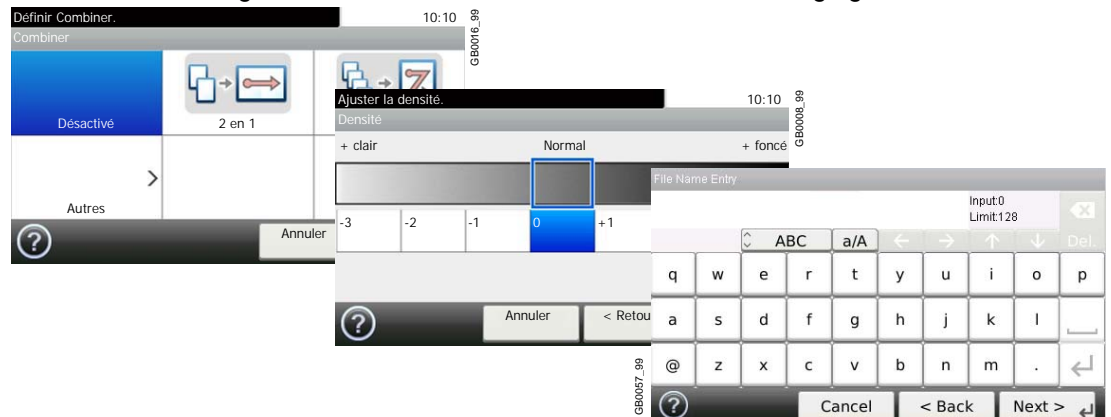 Définir Combiner. 10:10
Combiner
Désactivé
2 en 1
Autres
Annuler
GB0016_99
Ajuster la densité. 10:10
Densité
+ clair Normal + foncé
-3 -2 -1 0 +1
Annuler < Retou
GB0008_99
File Name Entry
Input:0
Limit:128
ABC a/A Del.
q w e r t y u i o p
a s d f g h j k l
@ z x c v b n m .
Cancel < Back Next >
GB0057_99